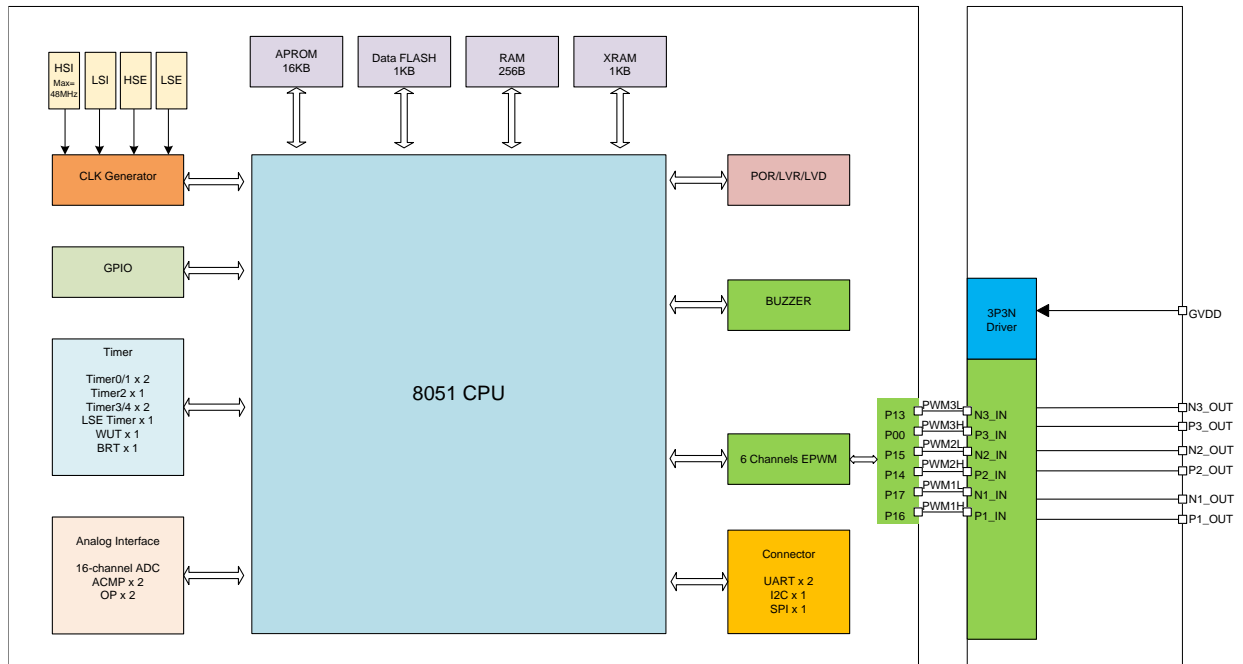 HSI
Max=
48MHz
LSI
HSE
LSE
APROM
16KB
Data FLASH
1KB
RAM
256B
XRAM
1KB
CLK Generator
POR/LVR/LVD
GPIO
BUZZER
3P3N
Driver
GVDD
Timer
Timer0/1 x 2
Timer2 x 1
Timer3/4 x 2
LSE Timer x 1
WUT x 1
BRT x 1
8051 CPU
6 Channels EPWM
P13
PWM3L
N3_IN
N3_OUT
P00
PWM3H
P3_IN
P3_OUT
P15
PWM2L
N2_IN
N2_OUT
P14
PWM2H
P2_IN
P2_OUT
P17
PWM1L
N1_IN
N1_OUT
P16
PWM1H
P1_IN
P1_OUT
Analog Interface
16-channel ADC
ACMP x 2
OP x 2
Connector
UART x 2
I2C x 1
SPI x 1